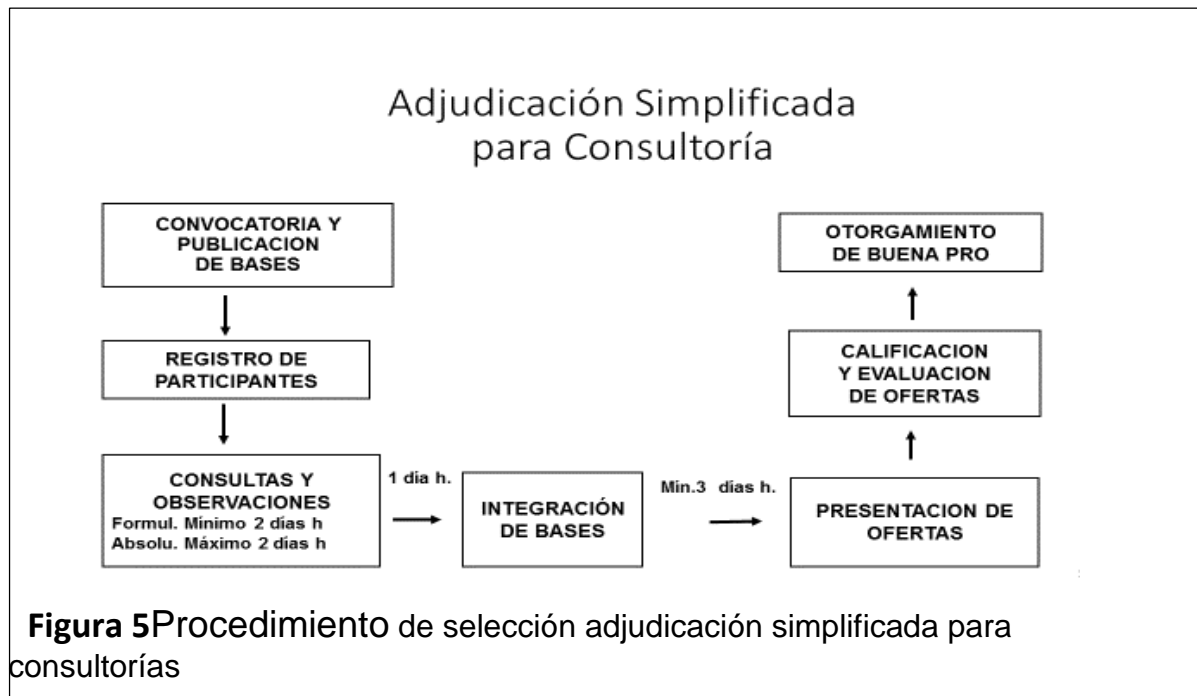 Adjudicación Simplificada
para Consultoría
CONVOCATORIA Y
PUBLICACION
DE BASES
REGISTRO DE
PARTICIPANTES
CONSULTAS Y
OBSERVACIONES
Formul. Mínimo 2 días h
Absolu. Máximo 2 días h
1 día h.
INTEGRACIÓN
DE BASES
Min.3 días h.
PRESENTACION DE
OFERTAS
CALIFICACION
Y EVALUACION
DE OFERTAS
OTORGAMIENTO
DE BUENA PRO
Figura 5Procedimiento de selección adjudicación simplificada para
consultorías